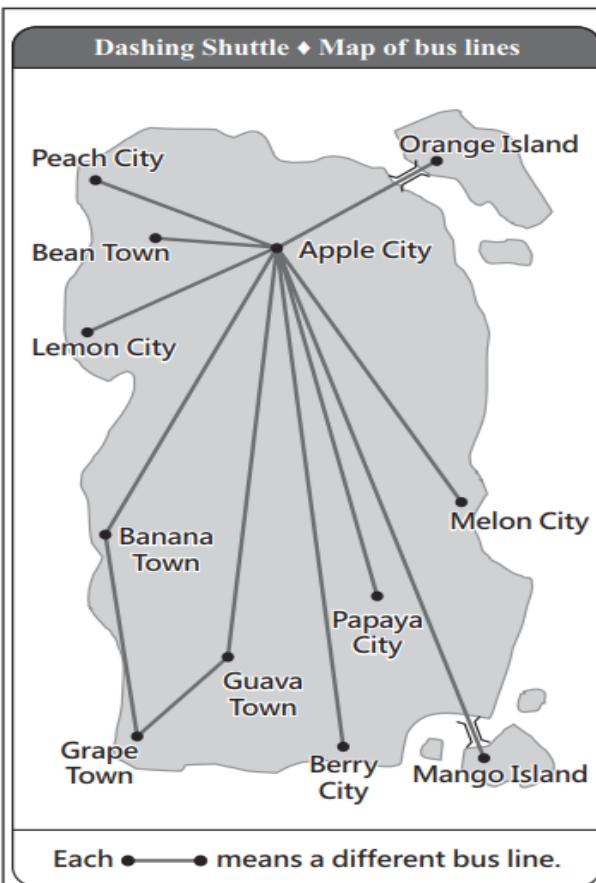 Dashing Shuttle ♦ Map of bus lines
Orange Island
Peach City
Bean Town
Apple City
Lemon City
Melon City
Banana
Town
Papaya
City
Guava
Town
Grape
Town
Berry
City
Mango Island
Each means a different bus line.